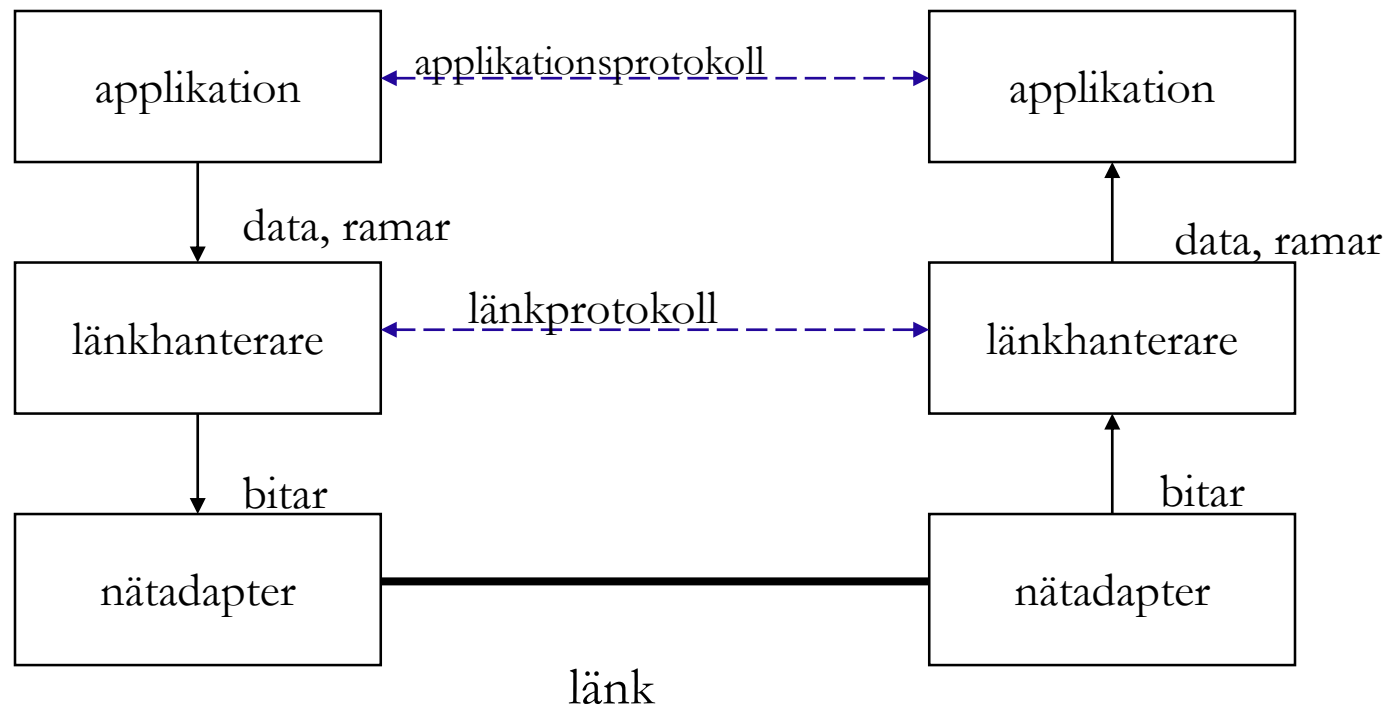 applikation
applikationsprotokoll
applikation
data, ramar
data, ramar
länkhanterare
länkprotokoll
länkhanterare
bitar
bitar
nätadapter
nätadapter
länk